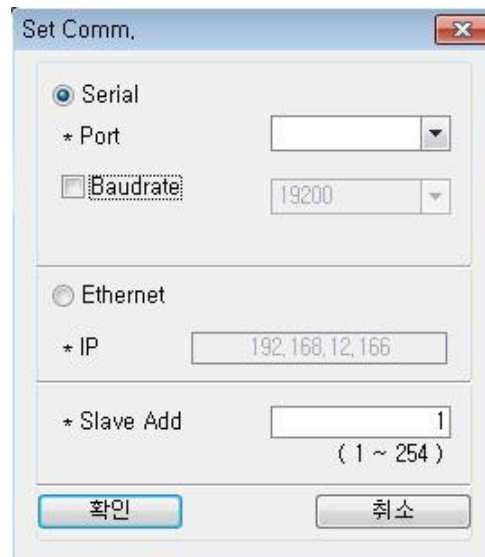 Set Comm,
Serial
* Port
Baudrate 19200
Ethernet
* IP 192,168,12,166
* Slave Add 1
( 1 ~ 254 )
확인 취소